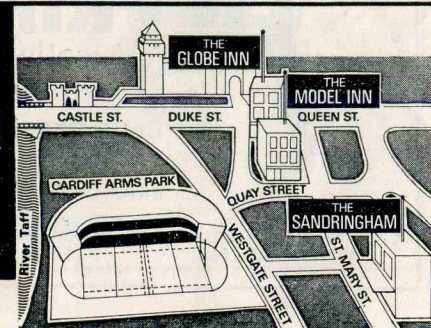 THE
GLOBE INN
THE
MODEL INN
CASTLE ST.
DUKE ST.
QUEEN ST.
CARDIFF ARMS PARK
QUAY STREET
THE
SANDRINGHAM
River Taff
WESTGATE STREET
ST. MARY ST.